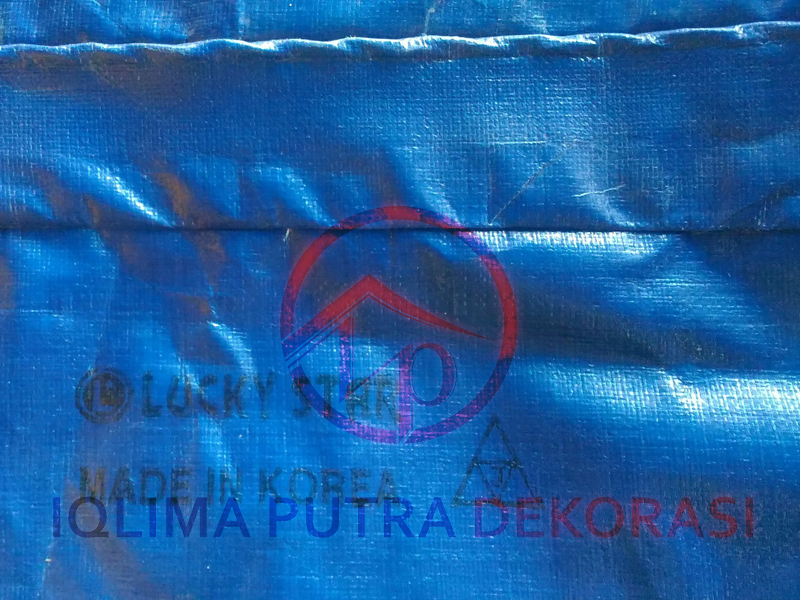 LUCKY STAR
MADE IN KOREA
IQLIMA PUTRA DEKORASI